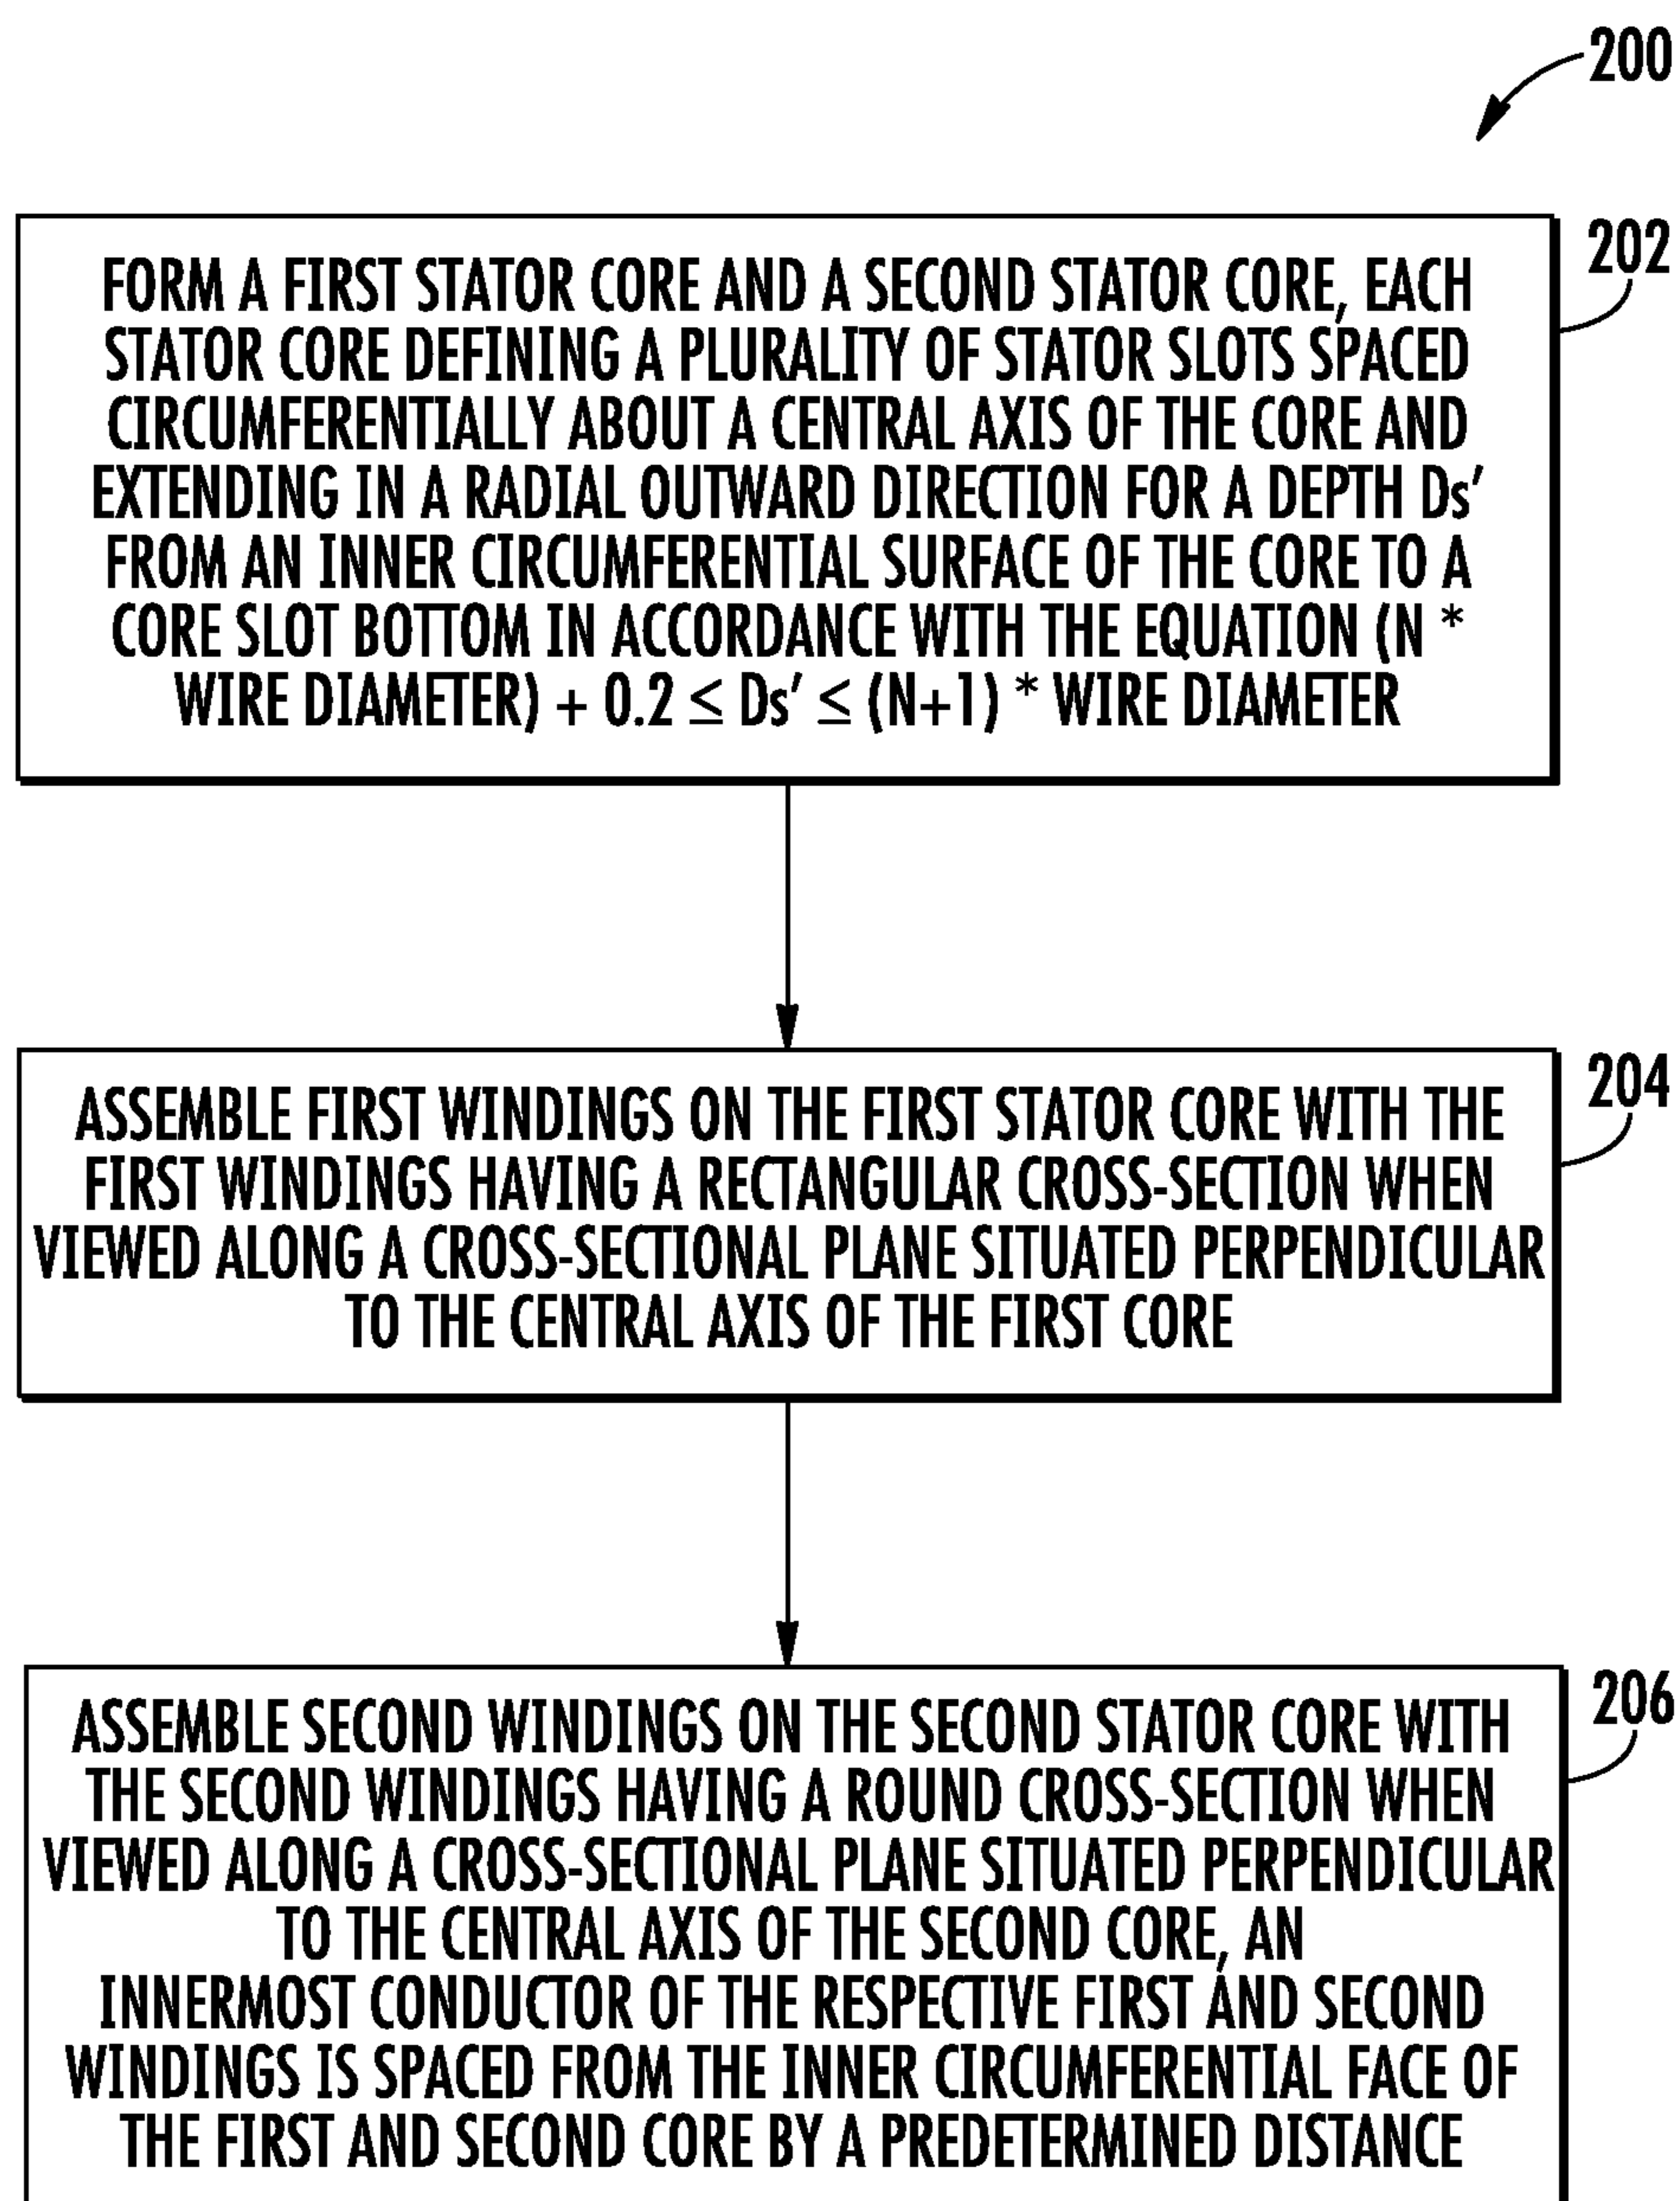 200
202
FORM A FIRST STATOR CORE AND A SECOND STATOR CORE, EACH
STATOR CORE DEFINING A PLURALITY OF STATOR SLOTS SPACED
CIRCUMFERENTIALLY ABOUT A CENTRAL AXIS OF THE CORE AND
EXTENDING IN A RADIAL OUTWARD DIRECTION FOR A DEPTH Ds'
FROM AN INNER CIRCUMFERENTIAL SURFACE OF THE CORE TO A
CORE SLOT BOTTOM IN ACCORDANCE WITH THE EQUATION (N *
WIRE DIAMETER) + 0.2 ≤ Ds' ≤ (N+1) * WIRE DIAMETER
204
ASSEMBLE FIRST WINDINGS ON THE FIRST STATOR CORE WITH THE
FIRST WINDINGS HAVING A RECTANGULAR CROSS-SECTION WHEN
VIEWED ALONG A CROSS-SECTIONAL PLANE SITUATED PERPENDICULAR
TO THE CENTRAL AXIS OF THE FIRST CORE
206
ASSEMBLE SECOND WINDINGS ON THE SECOND STATOR CORE WITH
THE SECOND WINDINGS HAVING A ROUND CROSS-SECTION WHEN
VIEWED ALONG A CROSS-SECTIONAL PLANE SITUATED PERPENDICULAR
TO THE CENTRAL AXIS OF THE SECOND CORE, AN
INNERMOST CONDUCTOR OF THE RESPECTIVE FIRST AND SECOND
WINDINGS IS SPACED FROM THE INNER CIRCUMFERENTIAL FACE OF
THE FIRST AND SECOND CORE BY A PREDETERMINED DISTANCE